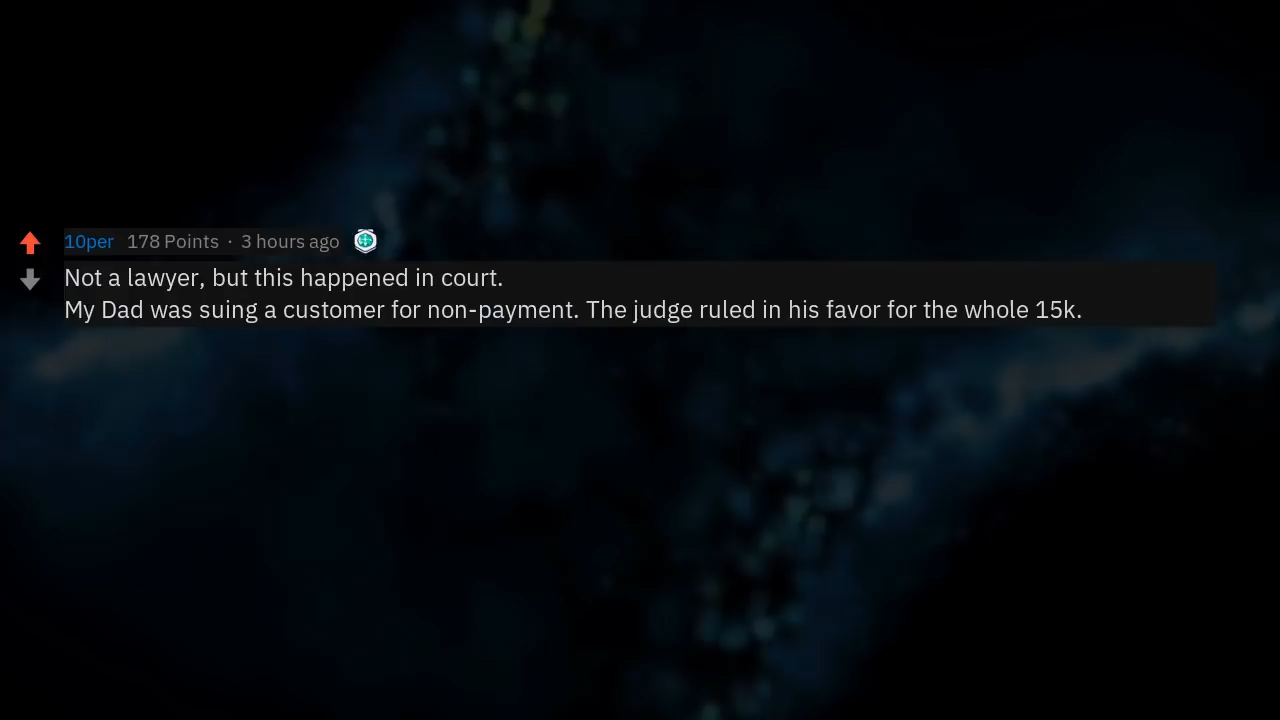 10per 178 Points · 3 hours ago
Not a lawyer, but this happened in court.
My Dad was suing a customer for non-payment. The judge ruled in his favor for the whole 15k.